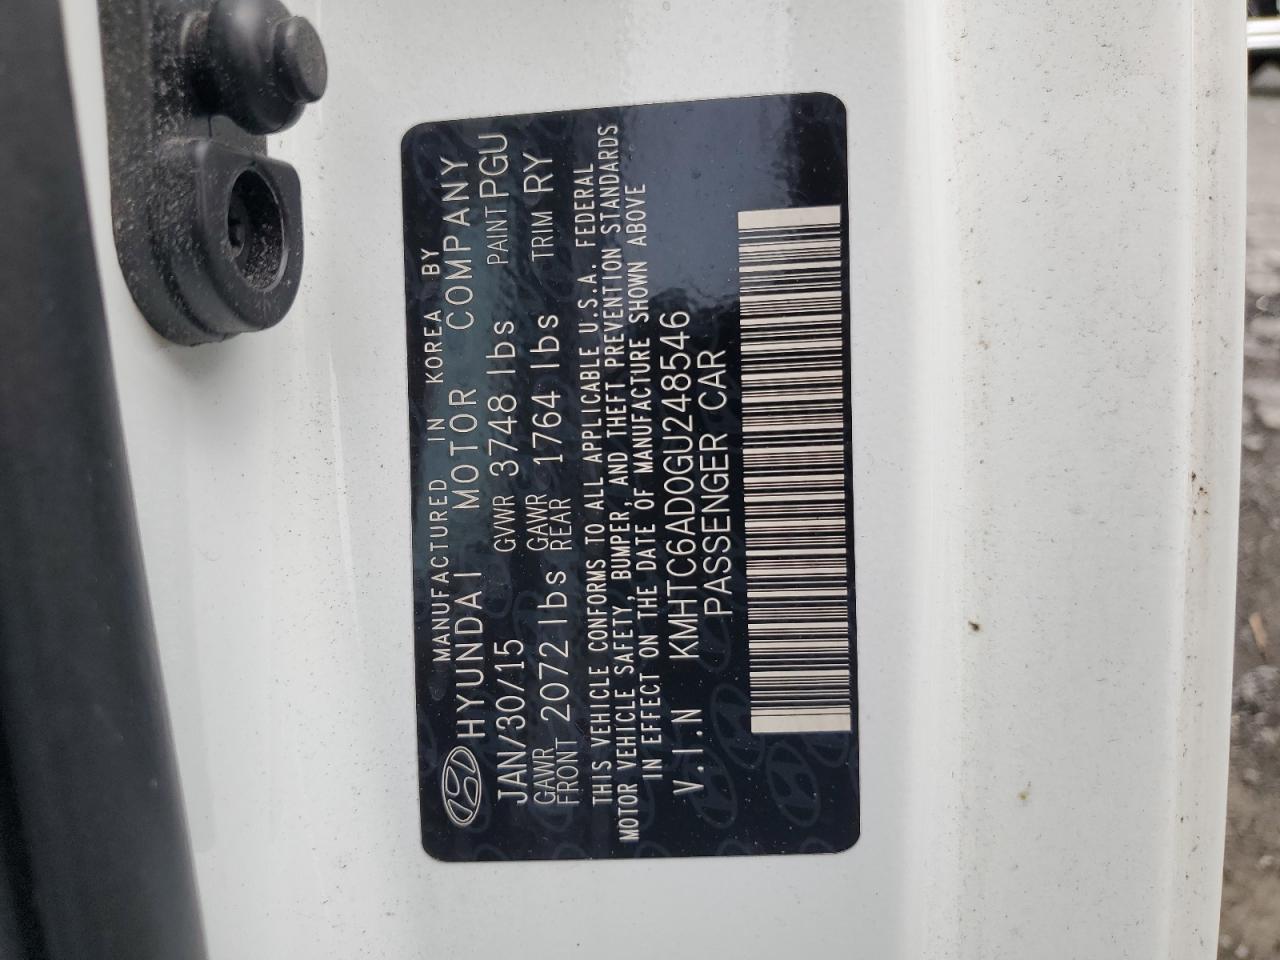 MANUFACTURED IN KOREA BY
HYUNDAI MOTOR COMPANY
JAN/30/15 GVWR 3748 lbs PAINT PGU
GAWR FRONT 2072 lbs GAWR REAR 1764 lbs TRIM RY
THIS VEHICLE CONFORMS TO ALL APPLICABLE U.S.A. FEDERAL
MOTOR VEHICLE SAFETY, BUMPER, AND THEFT PREVENTION STANDARDS
IN EFFECT ON THE DATE OF MANUFACTURE SHOWN ABOVE
V.I.N KMHTC6AD0GU248546
PASSENGER CAR